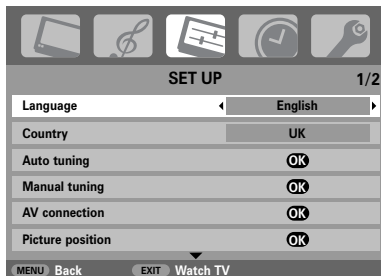 SET UP 1/2
Language English
Country UK
Auto tuning OK
Manual tuning OK
AV connection OK
Picture position OK
MENU Back EXIT Watch TV